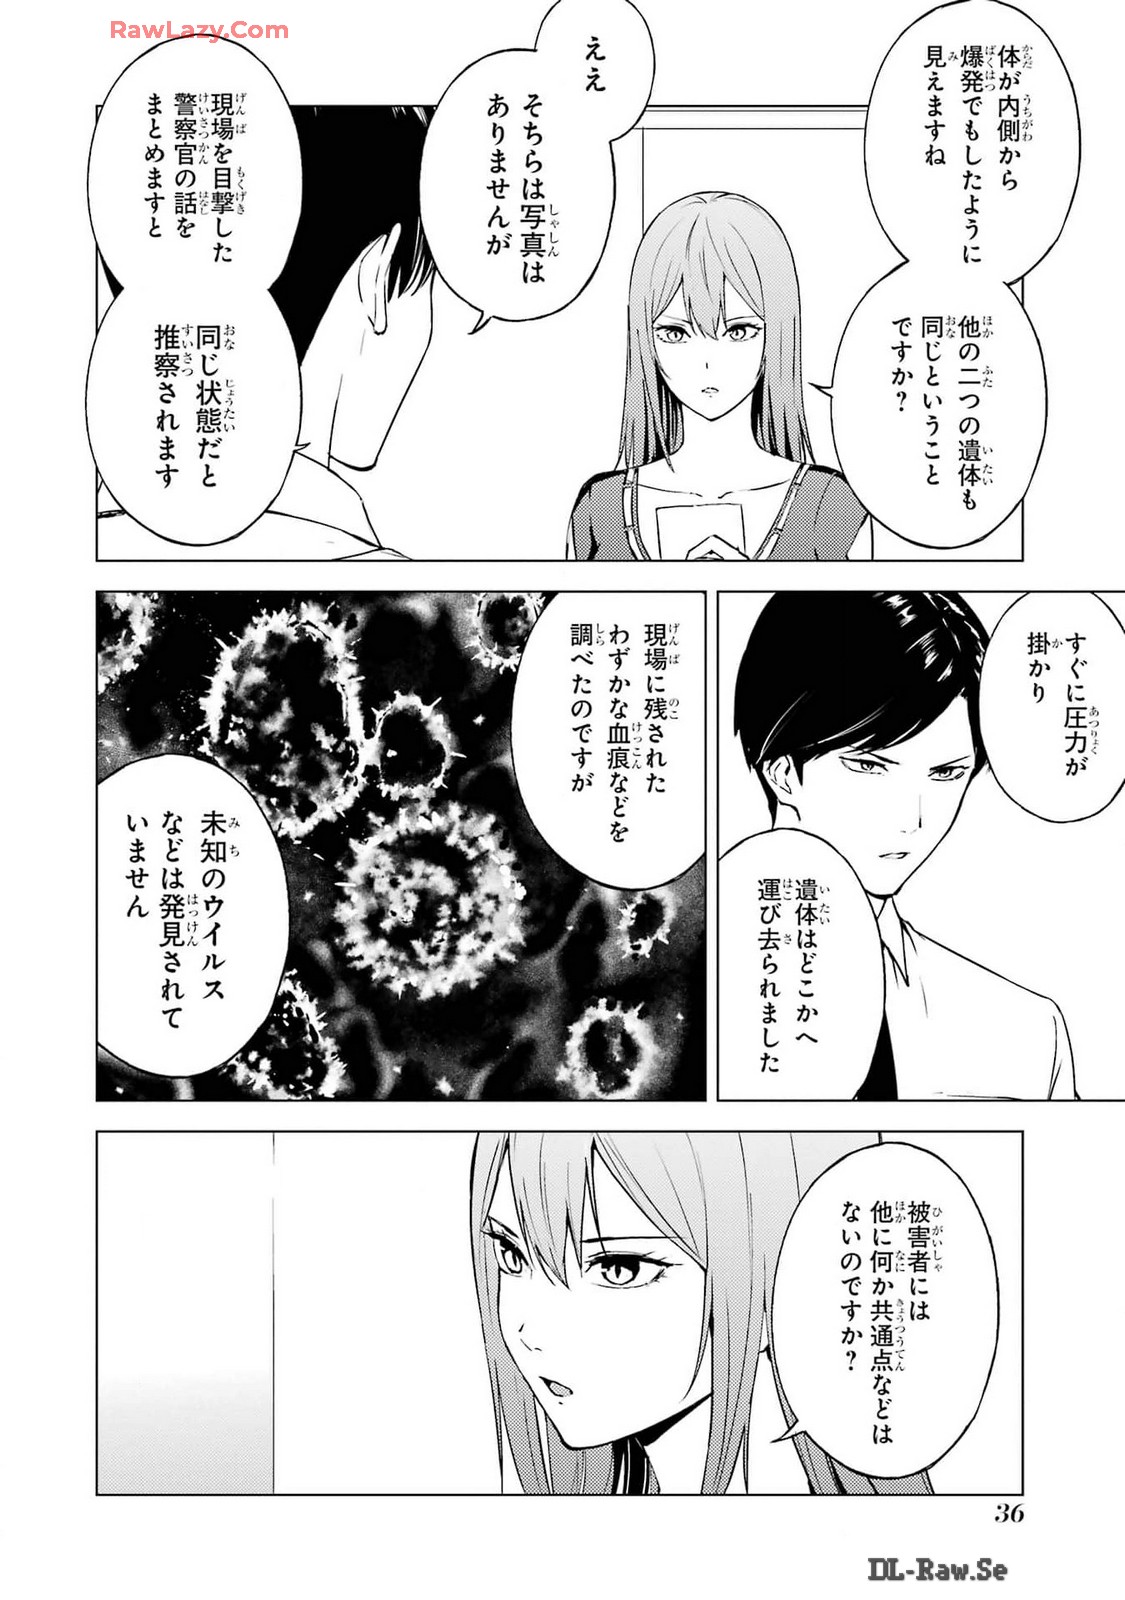 RawLazy.Com
体が内側から
爆発でもしたように
見えますね
他の二つの遺体も
同じということ
ですか?
ええ
そちらは写真は
ありませんが
現場を目撃した
警察官の話を
まとめますと
同じ状態だと
推察されます
すぐに圧力が
掛かり
遺体はどこかへ
運び去られました
現場に残された
わずかな血痕などを
調べたのですが
未知のウイルス
などは発見されて
いません
被害者には
他に何か共通点などは
ないのですか?
36
DL-Raw.Se